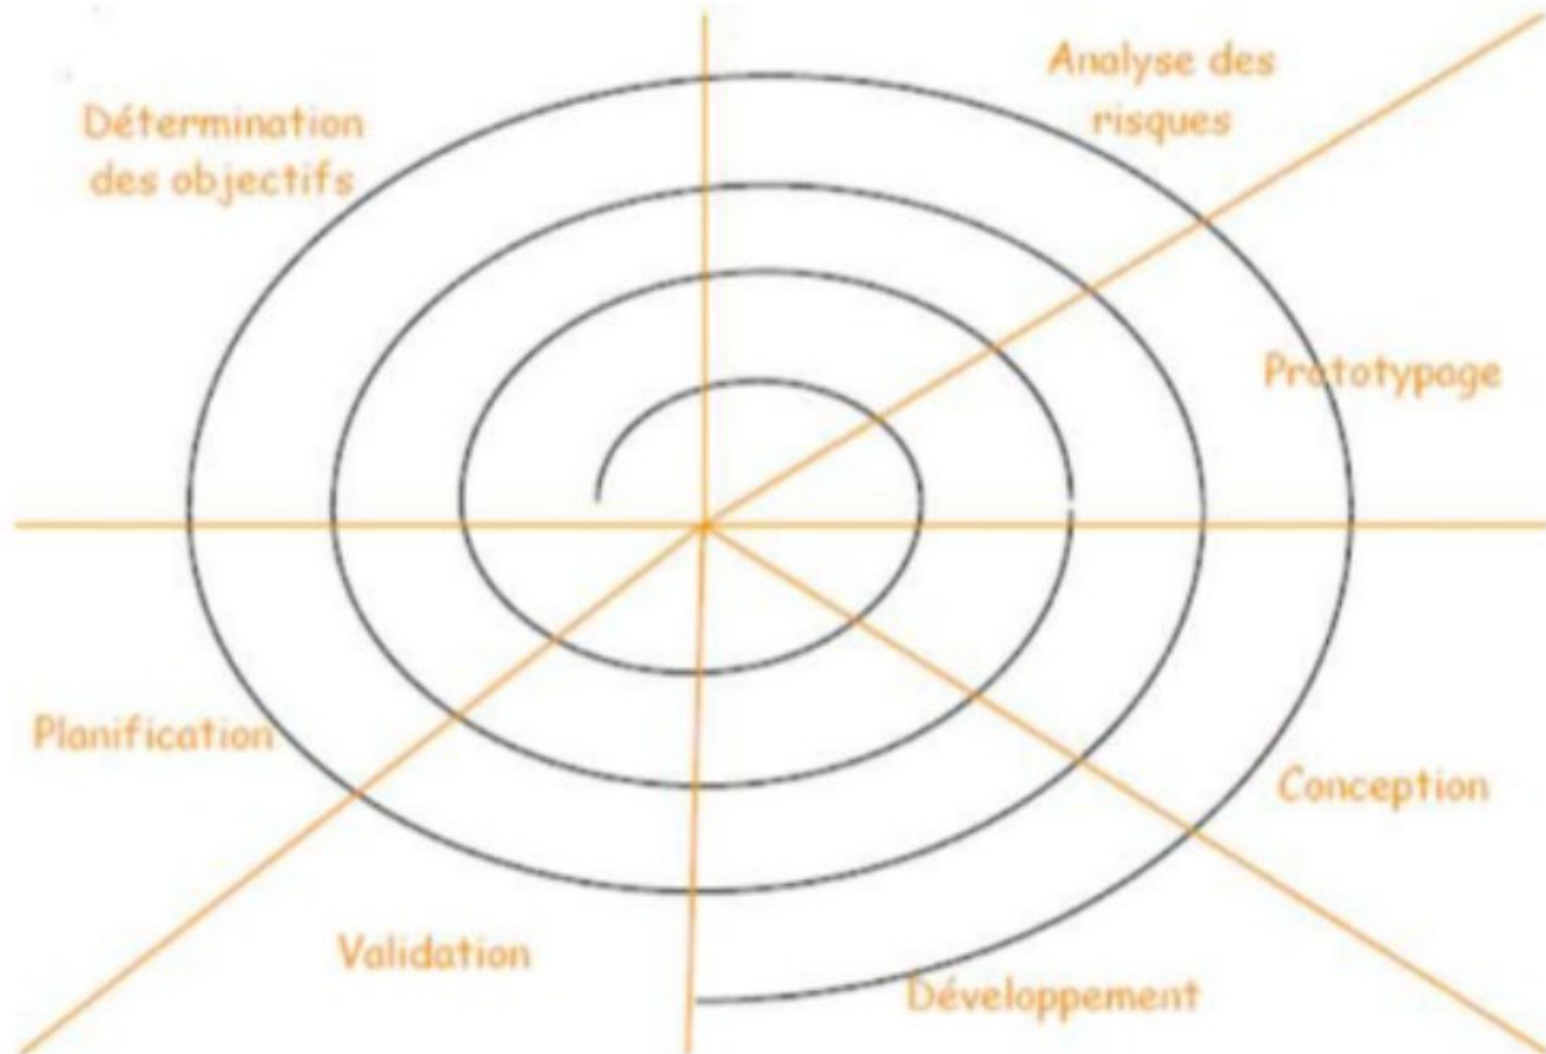 Détermination
des objectifs
Analyse des
risques
Prototypage
Conception
Développement
Validation
Planification